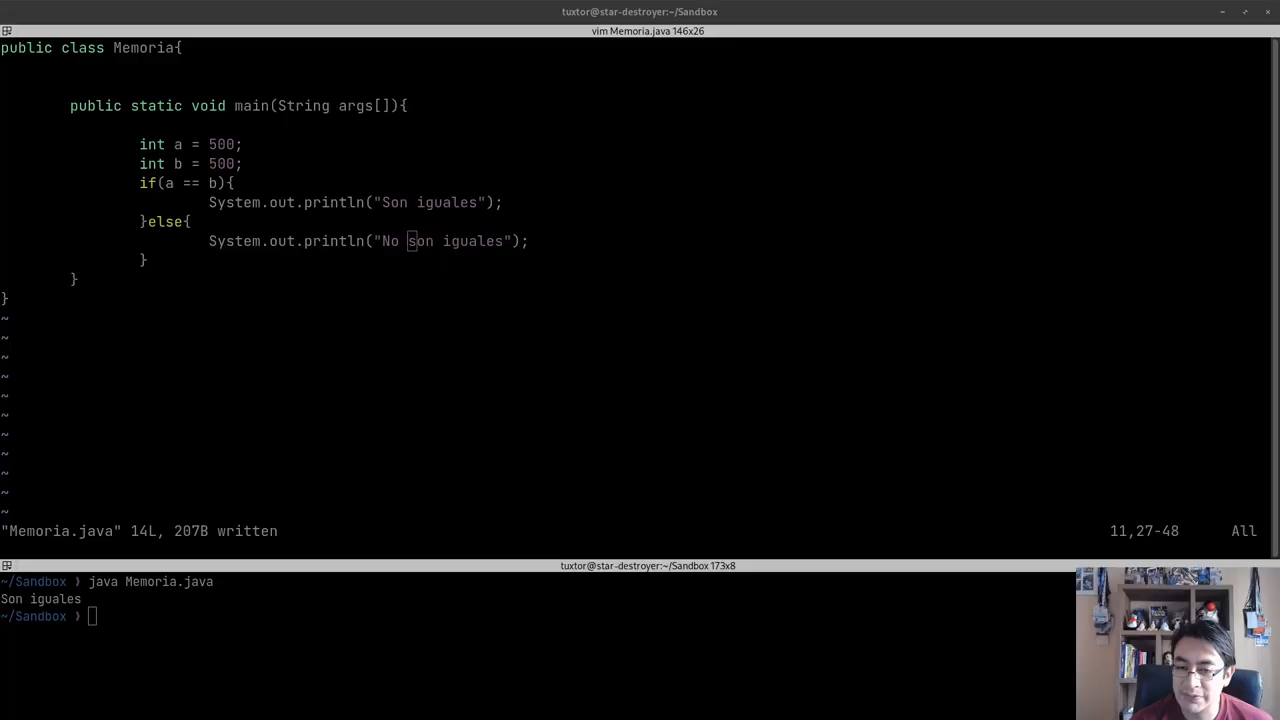 tuxtor@star-destroyer:~/Sandbox
vim Memoria.java 146x26
public class Memoria{
public static void main(String args[]){
int a = 500;
int b = 500;
if(a == b){
System.out.println("Son iguales");
}else{
System.out.println("No son iguales");
}
}
}
~
~
~
~
~
~
~
~
~
~
~
"Memoria.java" 14L, 207B written 11,27-48 All
tuxtor@star-destroyer:~/Sandbox 173x8
~/Sandbox ❯ java Memoria.java
Son iguales
~/Sandbox ❯